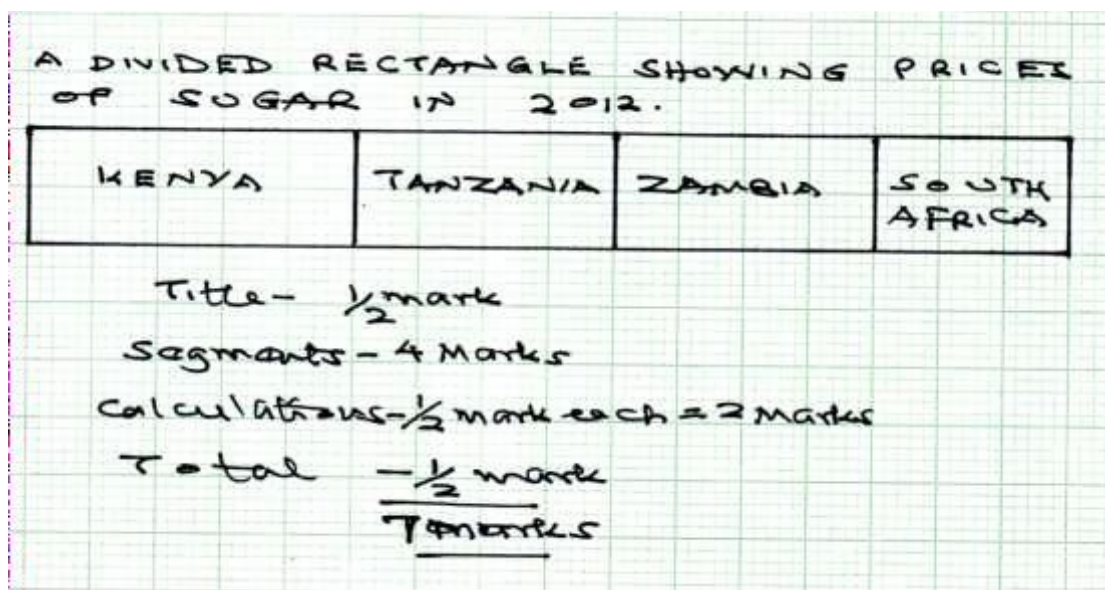 A DIVIDED RECTANGLE SHOWING PRICES
OF SUGAR IN 2012.
KENYA
TANZANIA
ZAMBIA
SOUTH
AFRICA
Title - 1/2 mark
Segments - 4 Marks
Calculations - 1/2 mark each = 2 Marks
Total - 1/2 mark
7 marks